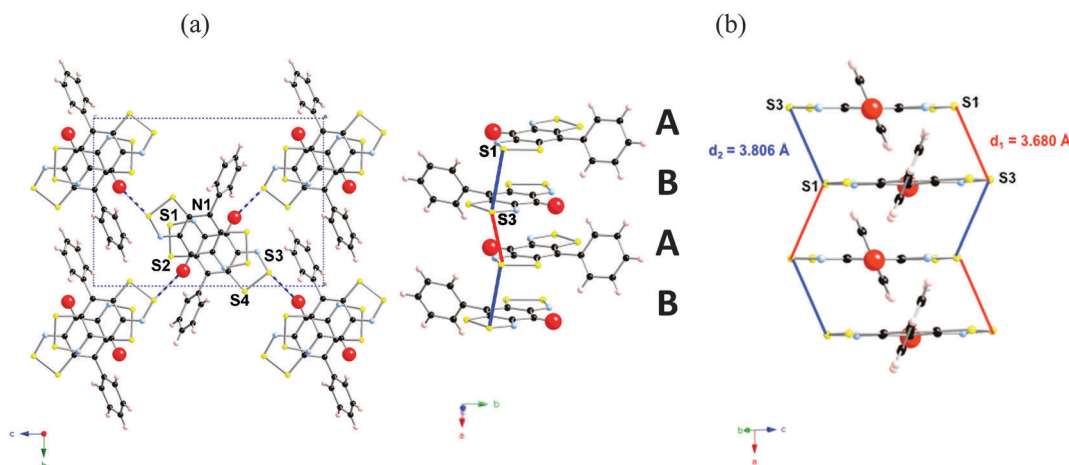 (a)
(b)
S1
N1
S2
S3
S4
c
b
S1
S3
A
B
A
B
b
a
S3
S1
d₂ = 3.806 Å
d₁ = 3.680 Å
S1
S3
b
c
a